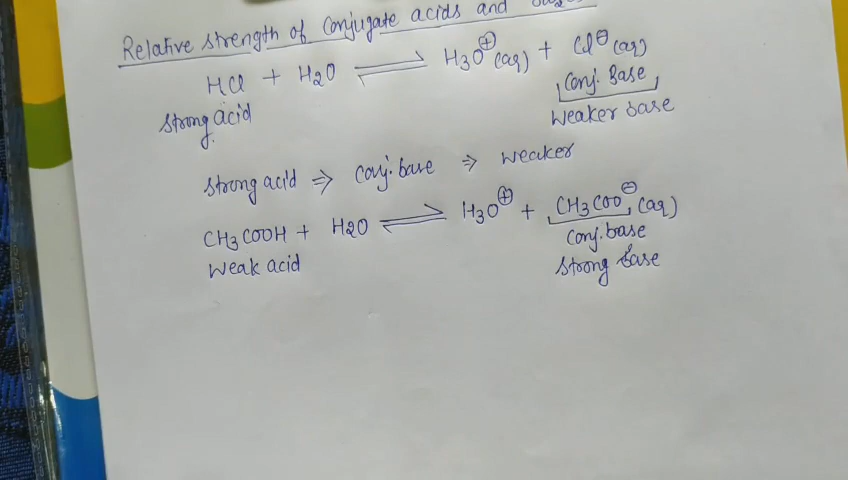 Relative strength of Conjugate acids and
HCl + H2O ⇌ H3O⊕(aq) + Cl⊖(aq)
Strong acid Conj. Base
Weaker base
Strong acid ⇒ Conj. base ⇒ weaker
CH3COOH + H2O ⇌ H3O⊕ + CH3COO⊖(aq)
Weak acid Conj. base
Strong base